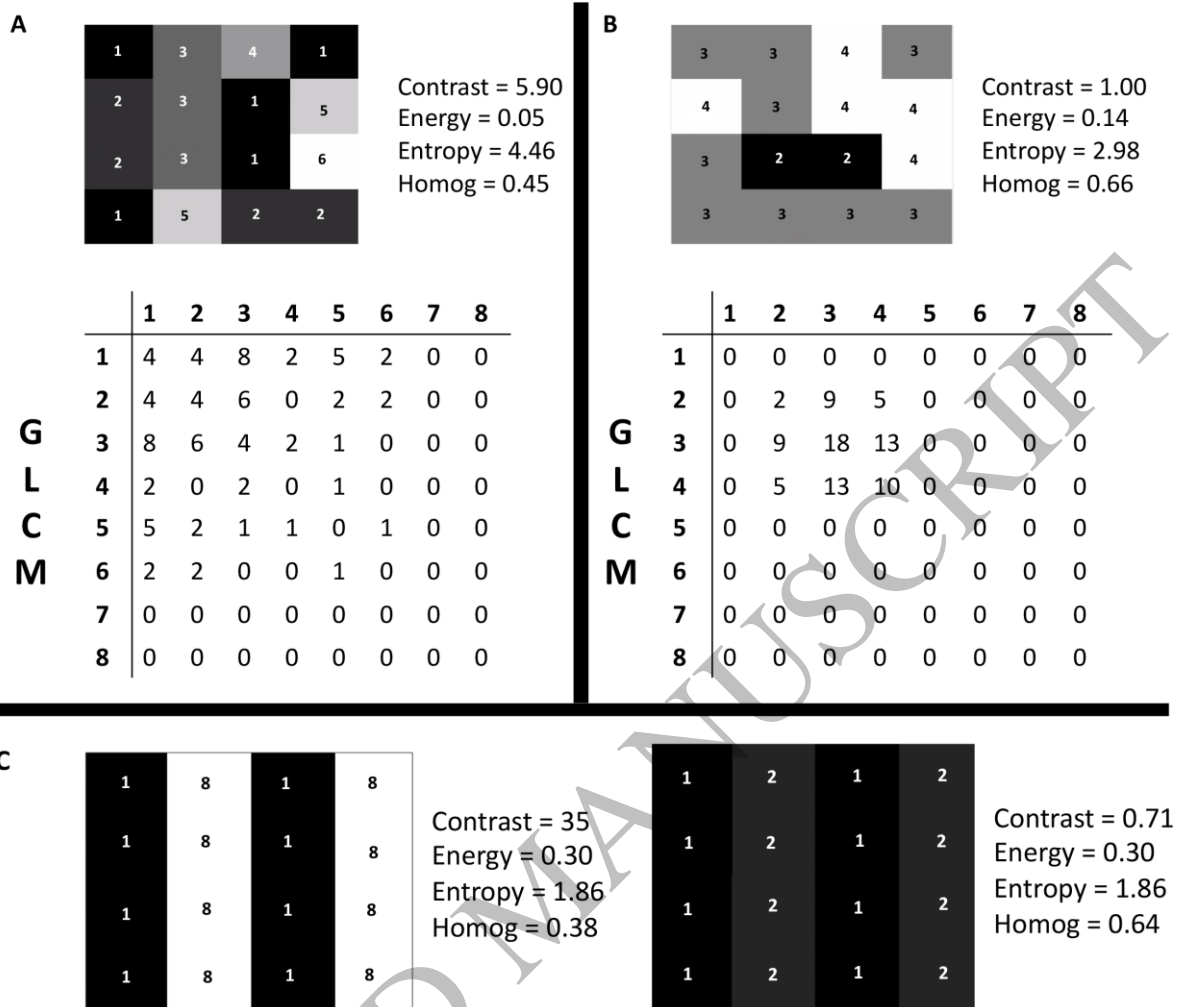 A
1 3 4 1
2 3 1 5
2 3 1 6
1 5 2 2
Contrast = 5.90
Energy = 0.05
Entropy = 4.46
Homog = 0.45
1 2 3 4 5 6 7 8
1 4 4 8 2 5 2 0 0
2 4 4 6 0 2 2 0 0
3 8 6 4 2 1 0 0 0
4 2 0 2 0 1 0 0 0
5 5 2 1 1 0 1 0 0
6 2 2 0 0 1 0 0 0
7 0 0 0 0 0 0 0 0
8 0 0 0 0 0 0 0 0
G
L
C
M
B
3 3 4 3
4 3 4 4
3 2 2 4
3 3 3 3
Contrast = 1.00
Energy = 0.14
Entropy = 2.98
Homog = 0.66
1 2 3 4 5 6 7 8
1 0 0 0 0 0 0 0 0
2 0 2 9 5 0 0 0 0
3 0 9 18 13 0 0 0 0
4 0 5 13 10 0 0 0 0
5 0 0 0 0 0 0 0 0
6 0 0 0 0 0 0 0 0
7 0 0 0 0 0 0 0 0
8 0 0 0 0 0 0 0 0
G
L
C
M
C
1 8 1 8
1 8 1 8
1 8 1 8
1 8 1 8
Contrast = 35
Energy = 0.30
Entropy = 1.86
Homog = 0.38
1 2 1 2
1 2 1 2
1 2 1 2
1 2 1 2
Contrast = 0.71
Energy = 0.30
Entropy = 1.86
Homog = 0.64
D MANUSCRIPT